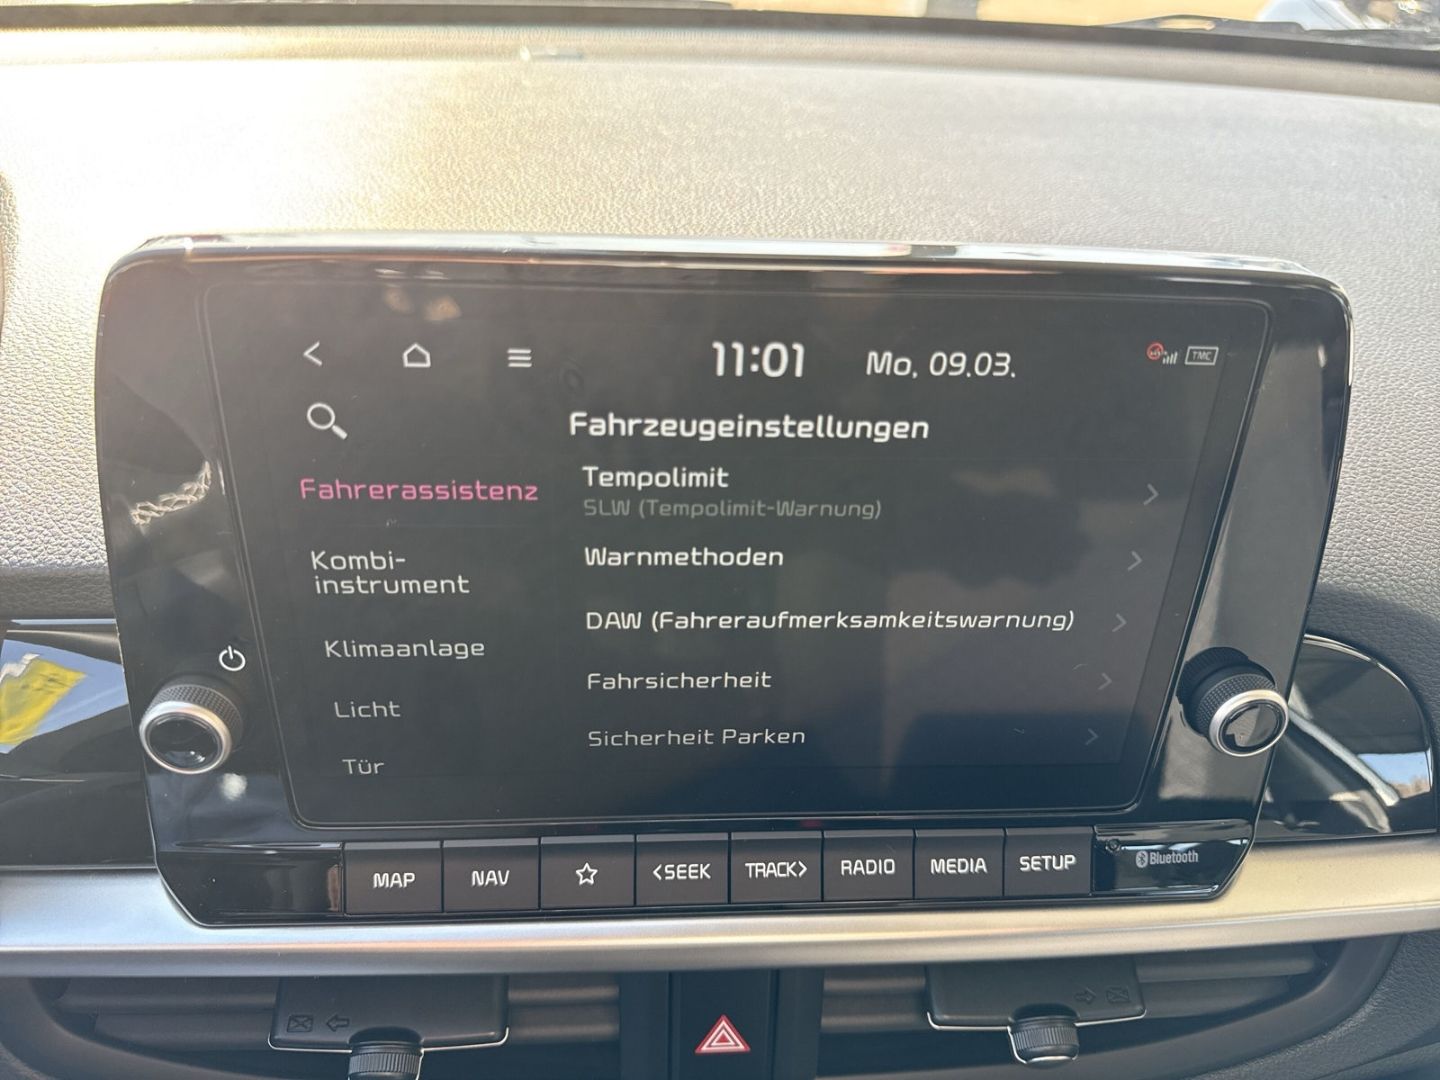 11:01 Mo, 09.03. TMC
Fahrzeugeinstellungen
Fahrerassistenz
Kombi-
instrument
Klimaanlage
Licht
Tür
Tempolimit
SLW (Tempolimit-Warnung)
Warnmethoden
DAW (Fahreraufmerksamkeitswarnung)
Fahrsicherheit
Sicherheit Parken
MAP NAV <SEEK TRACK> RADIO MEDIA SETUP Bluetooth